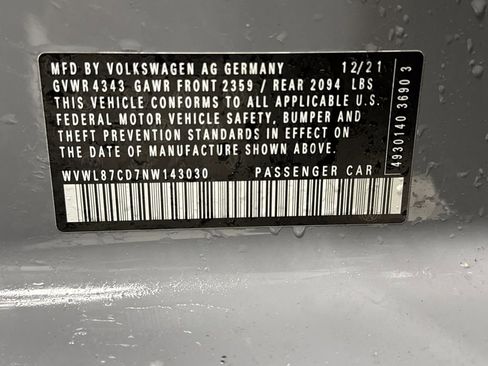 MFD BY VOLKSWAGEN AG GERMANY 12/21
GVWR 4343 GAWR FRONT 2359 / REAR 2094 LBS
THIS VEHICLE CONFORMS TO ALL APPLICABLE U.S.
FEDERAL MOTOR VEHICLE SAFETY, BUMPER AND
THEFT PREVENTION STANDARDS IN EFFECT ON
THE DATE OF MANUFACTURE SHOWN ABOVE.
WVWL87CD7NW143030 PASSENGER CAR
4930140 3690 3